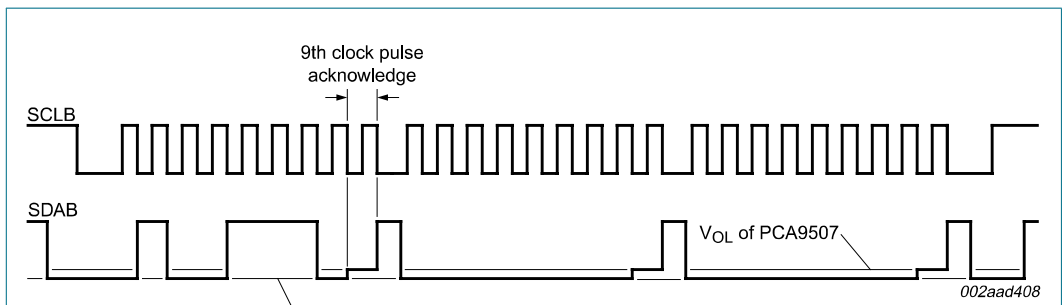 9th clock pulse
acknowledge
SCLB
SDAB
VOL of PCA9507
002aad408